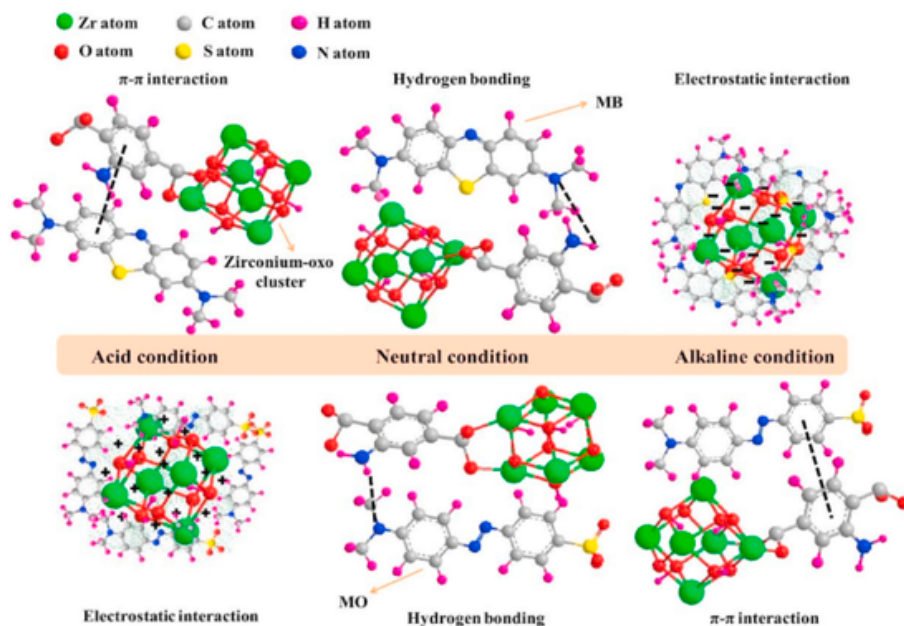 Zr atom
C atom
H atom
O atom
S atom
N atom
π-π interaction
Hydrogen bonding
Electrostatic interaction
MB
Zirconium-oxo
cluster
Acid condition
Neutral condition
Alkaline condition
MO
Electrostatic interaction
Hydrogen bonding
π-π interaction